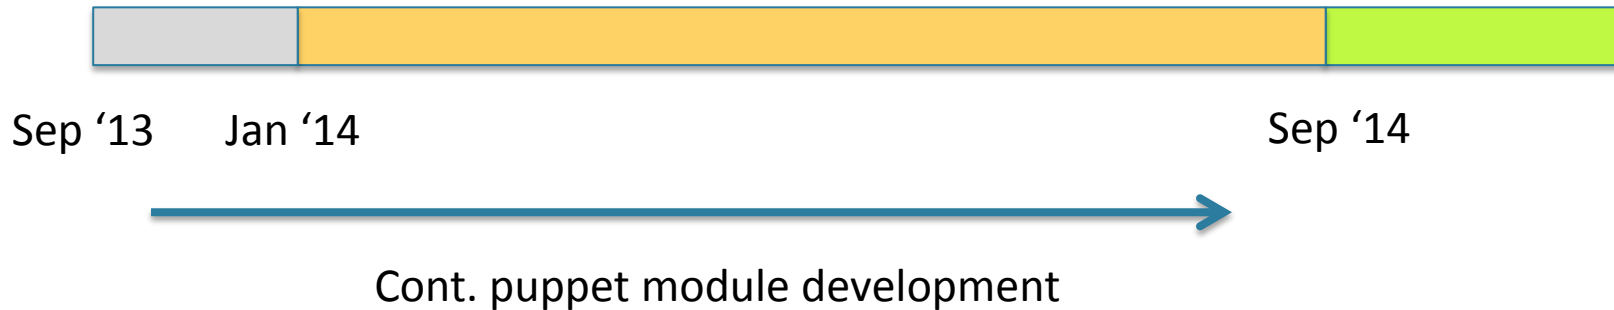 Sep ‘13 Jan ‘14 Sep ‘14
Cont. puppet module development